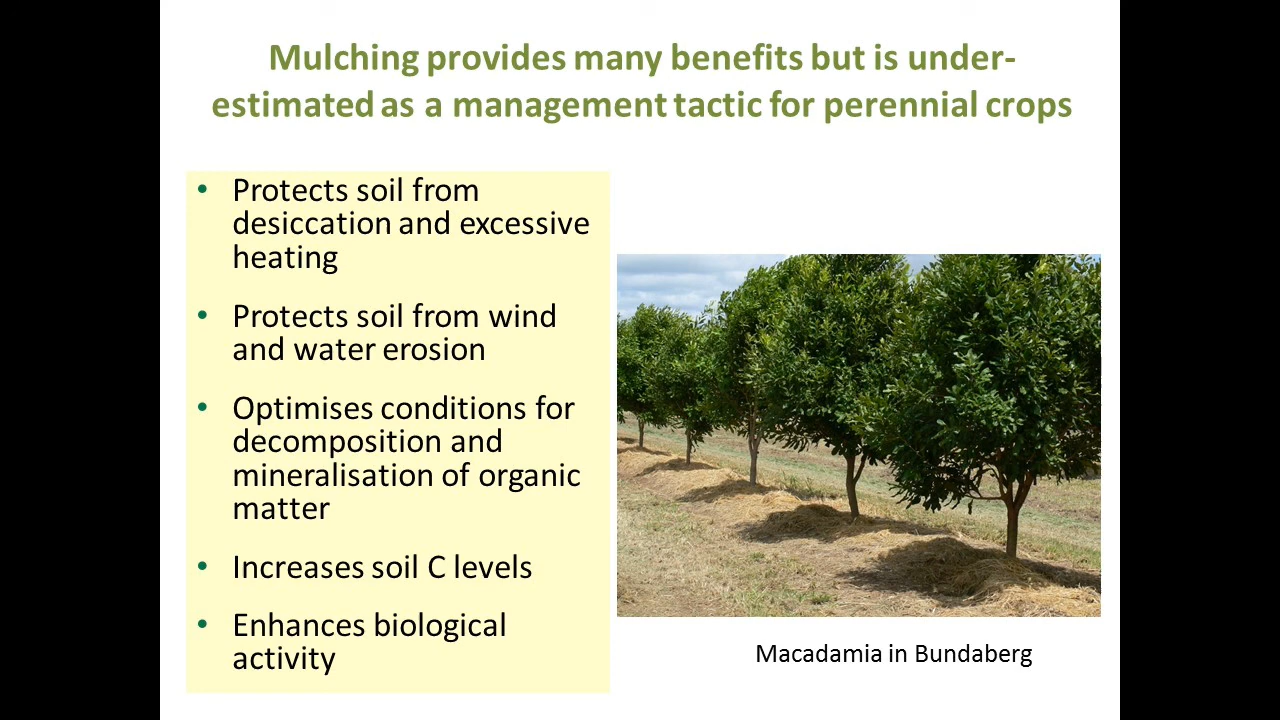 Mulching provides many benefits but is under-
estimated as a management tactic for perennial crops
• Protects soil from
desiccation and excessive
heating
• Protects soil from wind
and water erosion
• Optimises conditions for
decomposition and
mineralisation of organic
matter
• Increases soil C levels
• Enhances biological
activity
Macadamia in Bundaberg